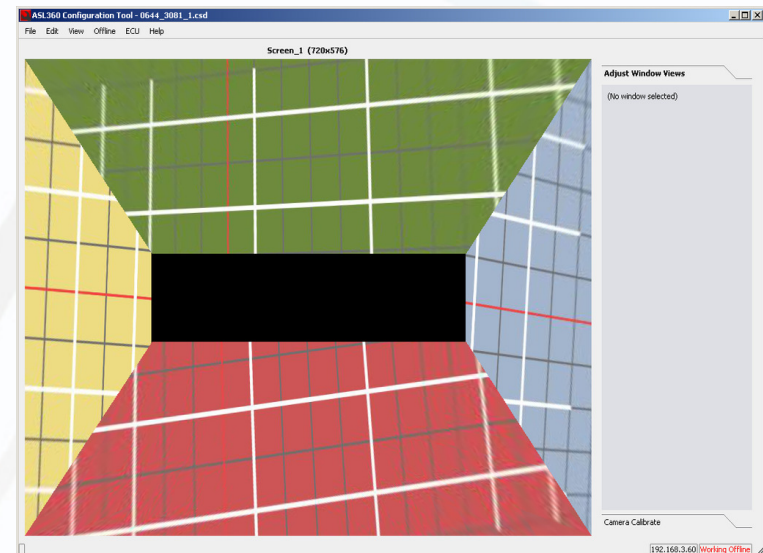 ASL360 Configuration Tool - 0644_3081_1.csd
File Edit View Offline ECU Help
Screen_1 (720x576)
Adjust Window Views
(No window selected)
Camera Calibrate
192.168.3.60 Working Offline